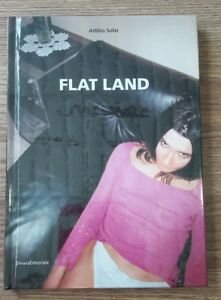 Attilio Solzi
FLAT LAND
SilvanaEditoriale